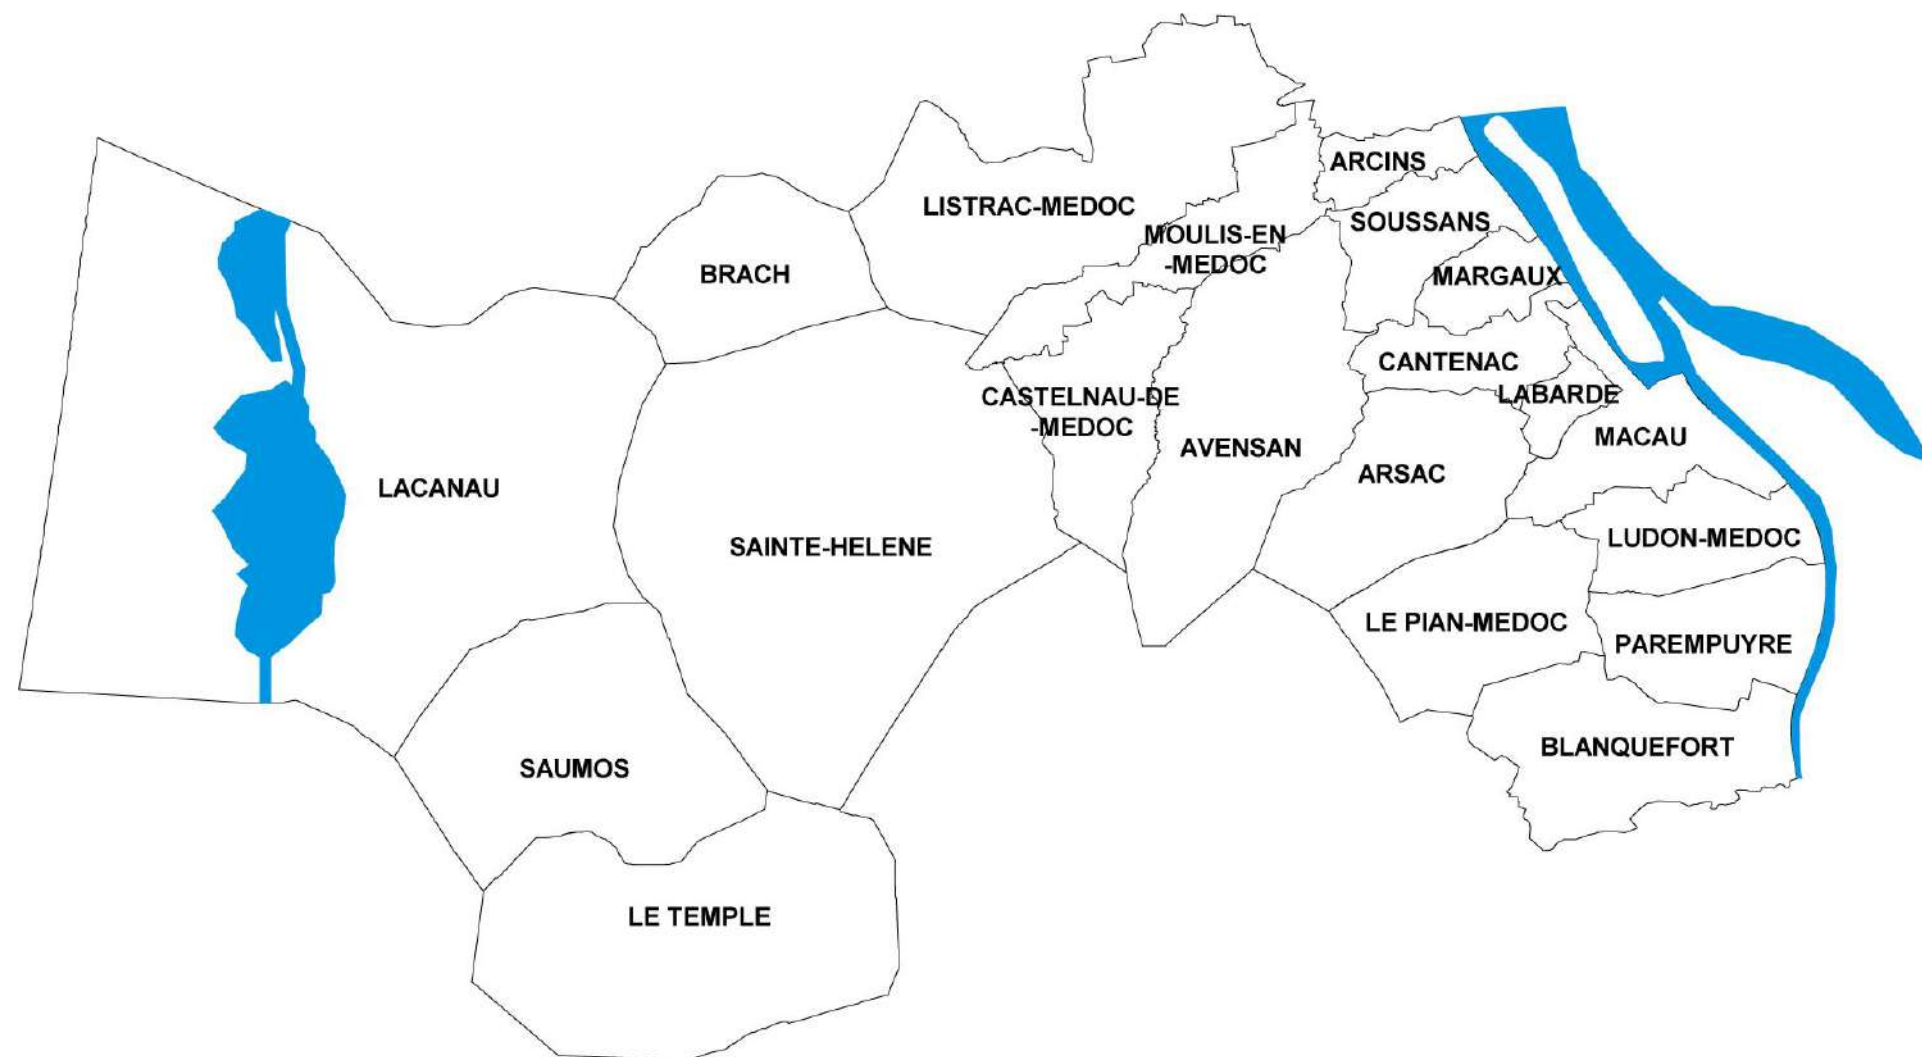 ARCINS
LISTRAC-MEDOC
SOUSSANS
MOULIS-EN
-MEDOC
BRACH
MARGAUX
CANTENAC
CASTELNAU-DE
-MEDOC
LABARDE
MACAU
AVENSAN
ARSAC
LACANAU
SAINTE-HELENE
LUDON-MEDOC
LE PIAN-MEDOC
PAREMPUYRE
BLANQUEFORT
SAUMOS
LE TEMPLE